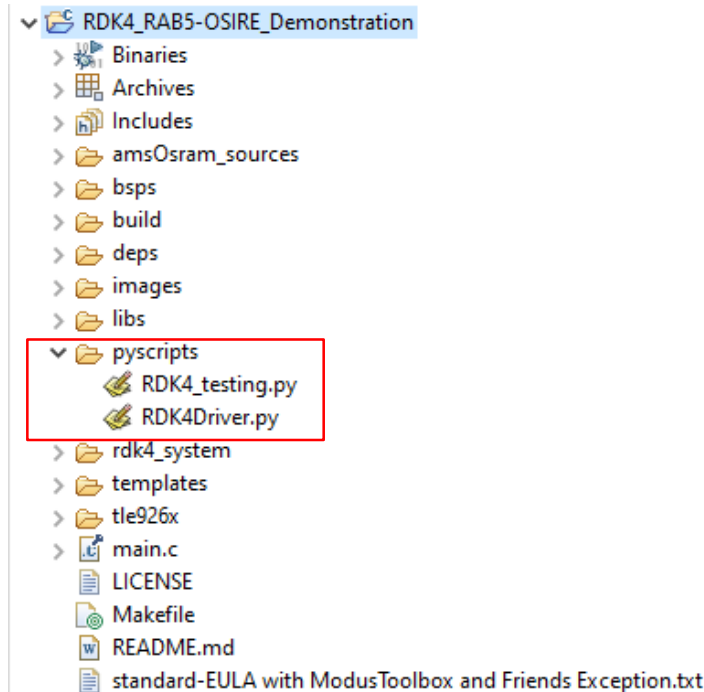 RDK4_RAB5-OSIRE_Demonstration
Binaries
Archives
Includes
amsOsram_sources
bsps
build
deps
images
libs
pyscripts
RDK4_testing.py
RDK4Driver.py
rdk4_system
templates
tle926x
main.c
LICENSE
Makefile
README.md
standard-EULA with ModusToolbox and Friends Exception.txt